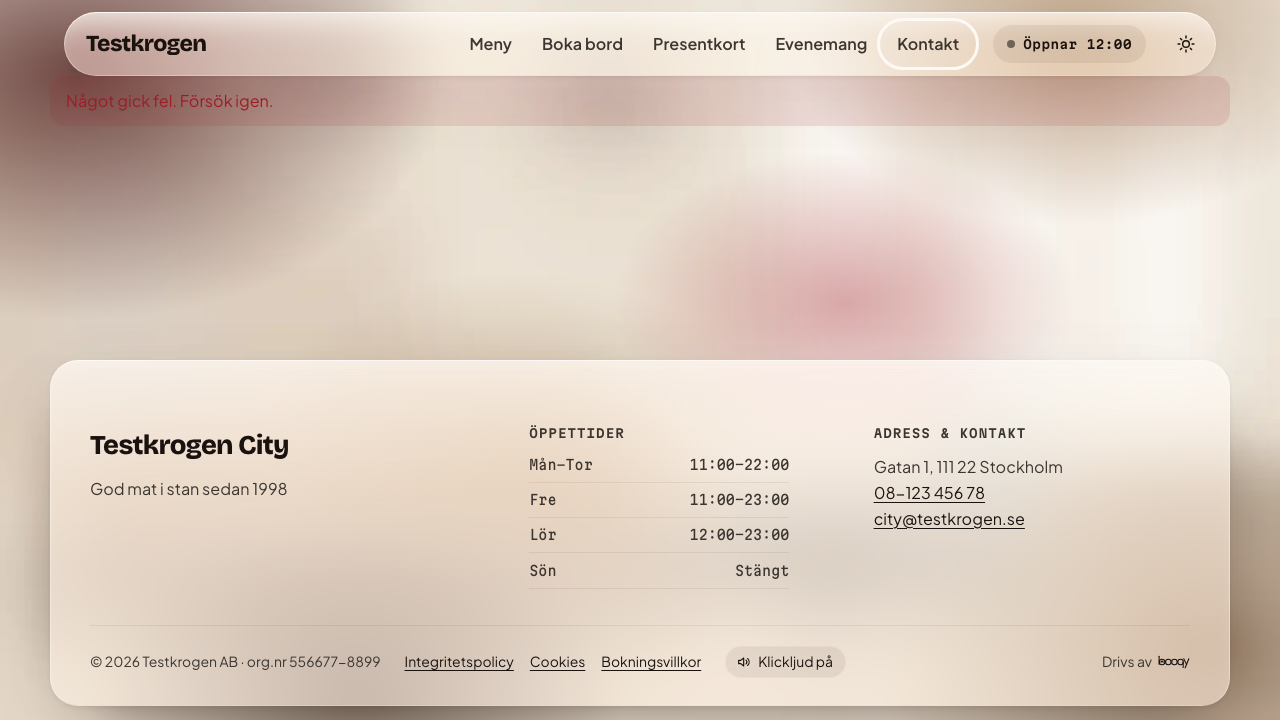 Testkrogen
Meny
Boka bord
Presentkort
Evenemang
Kontakt
Öppnar 12:00
Något gick fel. Försök igen.
Testkrogen City
God mat i stan sedan 1998
ÖPPETTIDER
Mån–Tor 11:00–22:00
Fre 11:00–23:00
Lör 12:00–23:00
Sön Stängt
ADRESS & KONTAKT
Gatan 1, 111 22 Stockholm
08-123 456 78
city@testkrogen.se
© 2026 Testkrogen AB · org.nr 556677-8899
Integritetspolicy
Cookies
Bokningsvillkor
Klickljud på
Drivs av